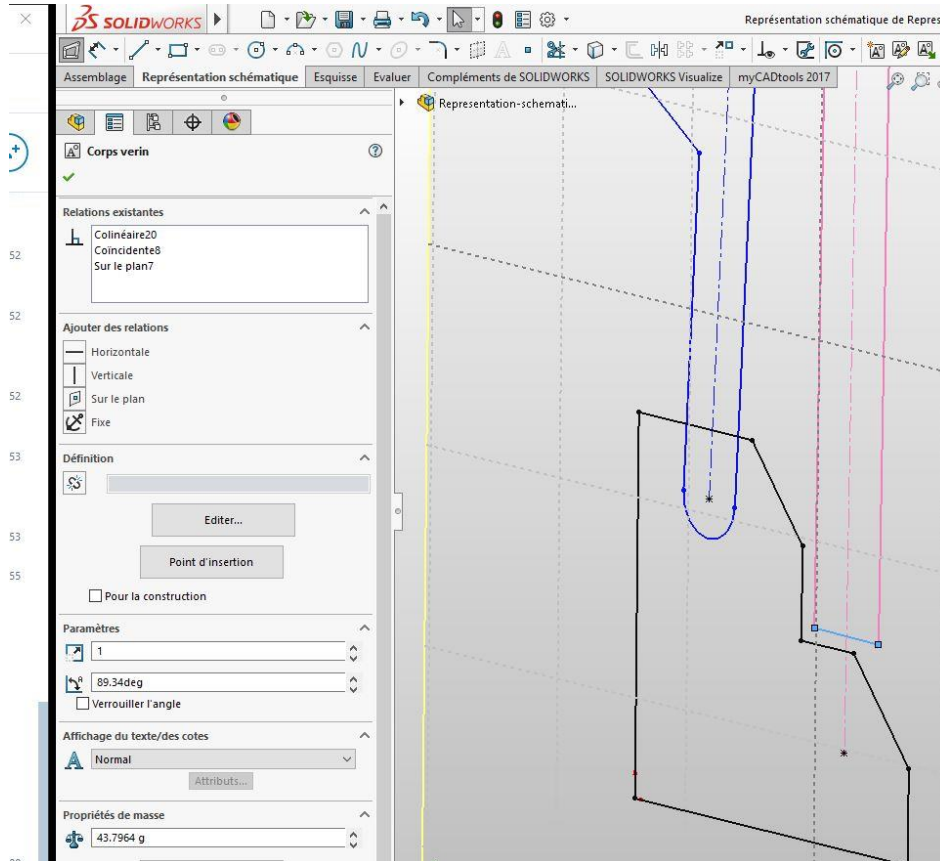 SOLIDWORKS
Représentation schématique de Repres
Assemblage Représentation schématique Esquisse Evaluer Compléments de SOLIDWORKS SOLIDWORKS Visualize myCADtools 2017
Representation-schemati...
Corps verin
Relations existantes
Colinéaire20
Coïncidente8
Sur le plan7
Ajouter des relations
Horizontale
Verticale
Sur le plan
Fixe
Définition
Editer...
Point d'insertion
Pour la construction
Paramètres
1
89.34deg
Verrouiller l'angle
Affichage du texte/des cotes
Normal
Attributs...
Propriétés de masse
43.7964 g
52
52
52
53
53
55